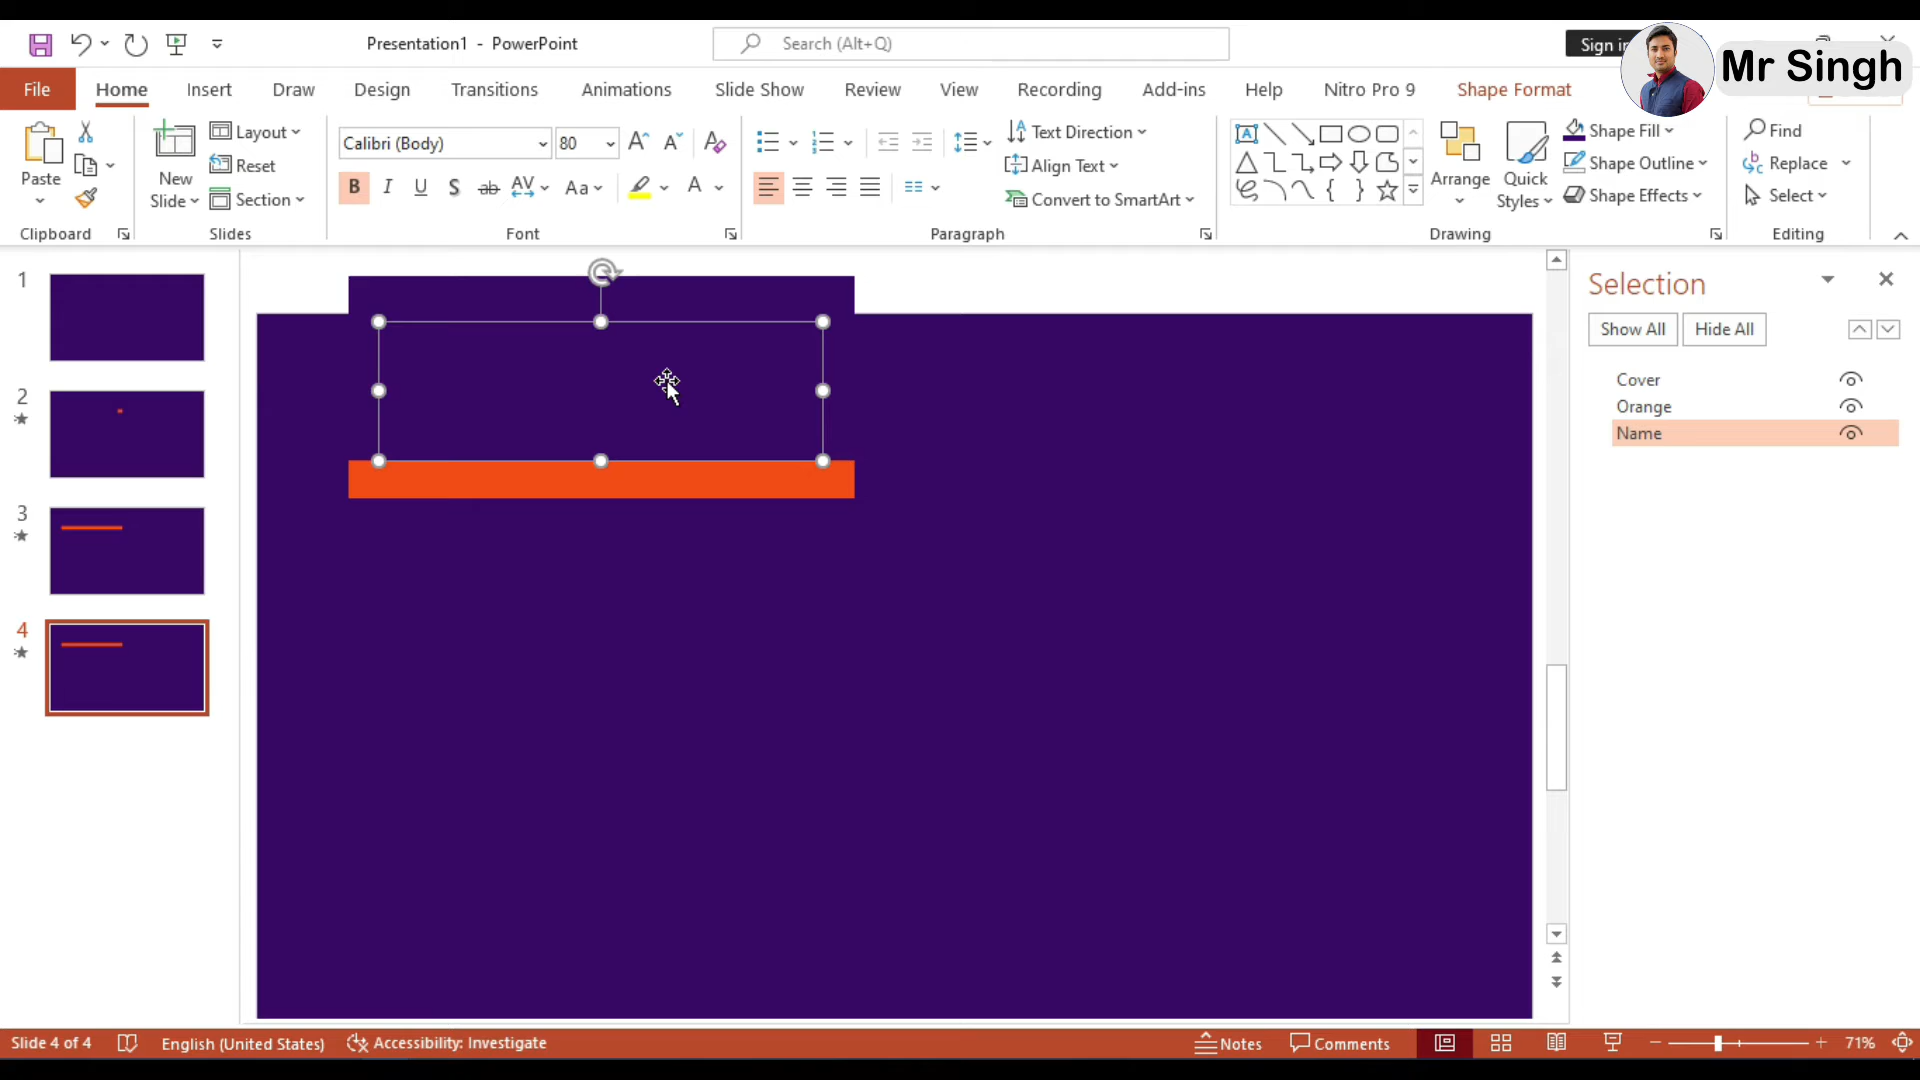 Presentation1 - PowerPoint
Search (Alt+Q)
Sign in
Mr Singh
File
Home
Insert
Draw
Design
Transitions
Animations
Slide Show
Review
View
Recording
Add-ins
Help
Nitro Pro 9
Shape Format
Paste
New
Slide
Layout
Reset
Section
Calibri (Body)
80
B I U S ab AV Aa A
Text Direction
Align Text
Convert to SmartArt
Arrange
Quick
Styles
Shape Fill
Shape Outline
Shape Effects
Find
Replace
Select
Clipboard
Slides
Font
Paragraph
Drawing
Editing
1
2
3
4
Selection
Show All
Hide All
Cover
Orange
Name
Slide 4 of 4
English (United States)
Accessibility: Investigate
Notes
Comments
71%